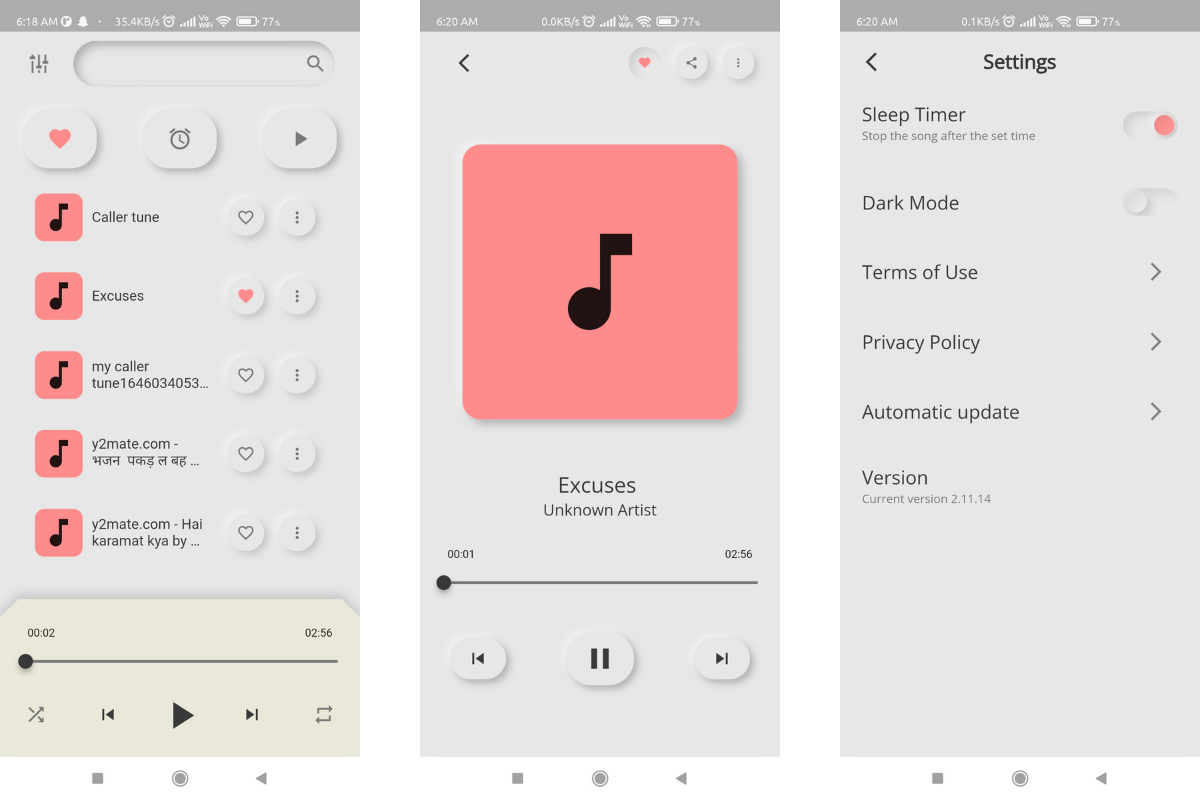 6:18 AM 35.4KB/s Vo WiFi 77%
Caller tune
Excuses
my caller
tune1646034053...
y2mate.com -
भजन पकड़ ल बह ...
y2mate.com - Hai
karamat kya by ...
00:02 02:56
6:20 AM 0.0KB/s Vo WiFi 77%
Excuses
Unknown Artist
00:01 02:56
6:20 AM 0.1KB/s Vo WiFi 77%
Settings
Sleep Timer
Stop the song after the set time
Dark Mode
Terms of Use
Privacy Policy
Automatic update
Version
Current version 2.11.14